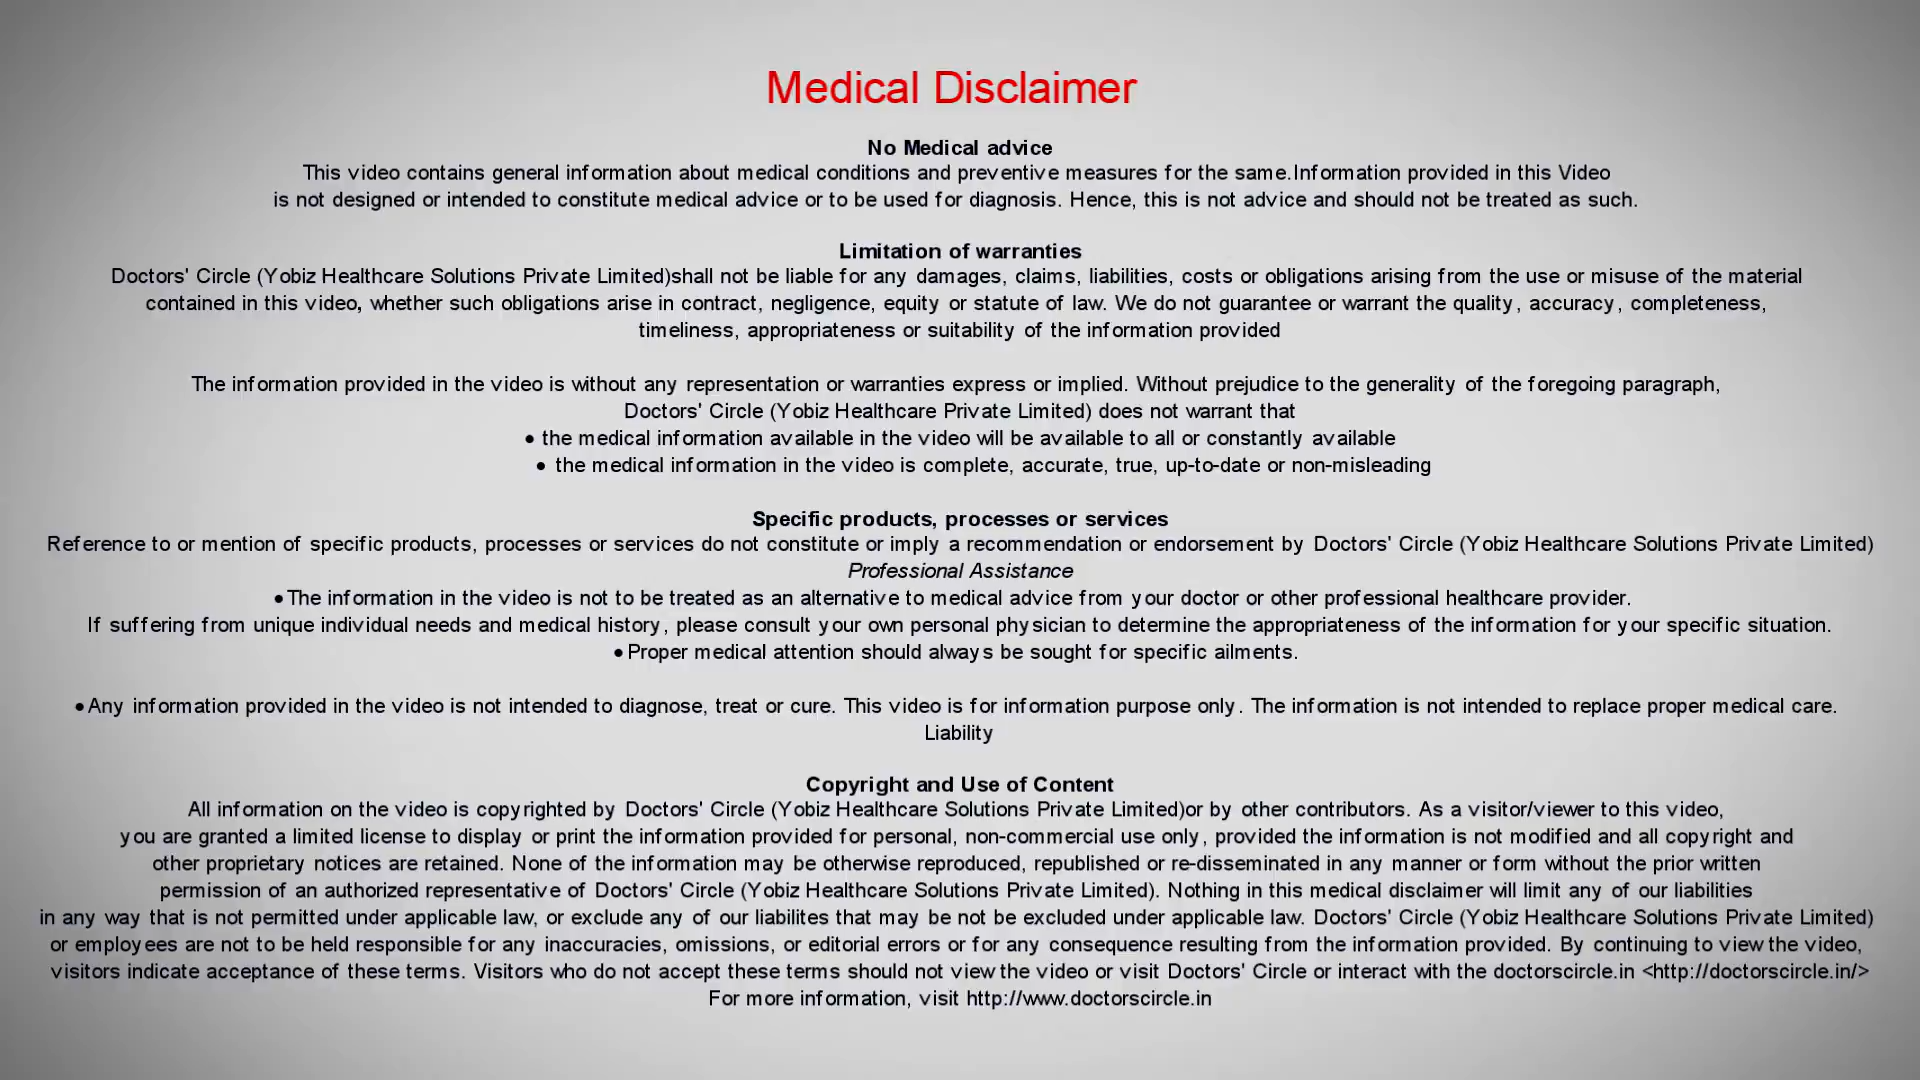 Medical Disclaimer
No Medical advice
This video contains general information about medical conditions and preventive measures for the same.Information provided in this Video
is not designed or intended to constitute medical advice or to be used for diagnosis. Hence, this is not advice and should not be treated as such.
Limitation of warranties
Doctors' Circle (Yobiz Healthcare Solutions Private Limited)shall not be liable for any damages, claims, liabilities, costs or obligations arising from the use or misuse of the material
contained in this video, whether such obligations arise in contract, negligence, equity or statute of law. We do not guarantee or warrant the quality, accuracy, completeness,
timeliness, appropriateness or suitability of the information provided
The information provided in the video is without any representation or warranties express or implied. Without prejudice to the generality of the foregoing paragraph,
Doctors' Circle (Yobiz Healthcare Private Limited) does not warrant that
• the medical information available in the video will be available to all or constantly available
• the medical information in the video is complete, accurate, true, up-to-date or non-misleading
Specific products, processes or services
Reference to or mention of specific products, processes or services do not constitute or imply a recommendation or endorsement by Doctors' Circle (Yobiz Healthcare Solutions Private Limited)
Professional Assistance
•The information in the video is not to be treated as an alternative to medical advice from your doctor or other professional healthcare provider.
If suffering from unique individual needs and medical history, please consult your own personal physician to determine the appropriateness of the information for your specific situation.
•Proper medical attention should always be sought for specific ailments.
•Any information provided in the video is not intended to diagnose, treat or cure. This video is for information purpose only. The information is not intended to replace proper medical care.
Liability
Copyright and Use of Content
All information on the video is copyrighted by Doctors' Circle (Yobiz Healthcare Solutions Private Limited)or by other contributors. As a visitor/viewer to this video,
you are granted a limited license to display or print the information provided for personal, non-commercial use only, provided the information is not modified and all copyright and
other proprietary notices are retained. None of the information may be otherwise reproduced, republished or re-disseminated in any manner or form without the prior written
permission of an authorized representative of Doctors' Circle (Yobiz Healthcare Solutions Private Limited). Nothing in this medical disclaimer will limit any of our liabilities
in any way that is not permitted under applicable law, or exclude any of our liabilites that may be not be excluded under applicable law. Doctors' Circle (Yobiz Healthcare Solutions Private Limited)
or employees are not to be held responsible for any inaccuracies, omissions, or editorial errors or for any consequence resulting from the information provided. By continuing to view the video,
visitors indicate acceptance of these terms. Visitors who do not accept these terms should not view the video or visit Doctors' Circle or interact with the doctorscircle.in <http://doctorscircle.in/>
For more information, visit http://www.doctorscircle.in